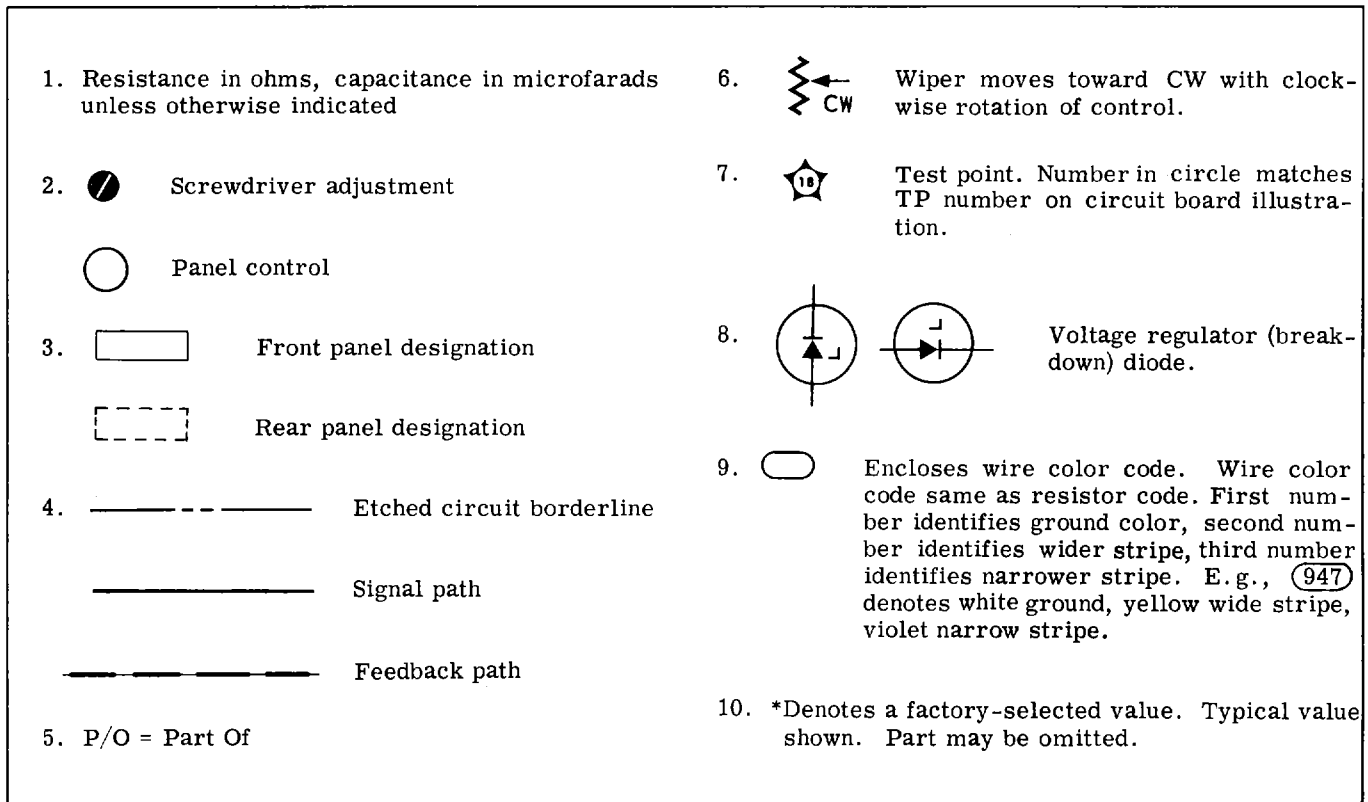 1. Resistance in ohms, capacitance in microfarads
unless otherwise indicated
2. Screwdriver adjustment
Panel control
3. Front panel designation
Rear panel designation
4. Etched circuit borderline
Signal path
Feedback path
5. P/O = Part Of
6. CW Wiper moves toward CW with clock-
wise rotation of control.
7. 18 Test point. Number in circle matches
TP number on circuit board illustra-
tion.
8. Voltage regulator (break-
down) diode.
9. Encloses wire color code. Wire color
code same as resistor code. First num-
ber identifies ground color, second num-
ber identifies wider stripe, third number
identifies narrower stripe. E.g., 947
denotes white ground, yellow wide stripe,
violet narrow stripe.
10. *Denotes a factory-selected value. Typical value
shown. Part may be omitted.